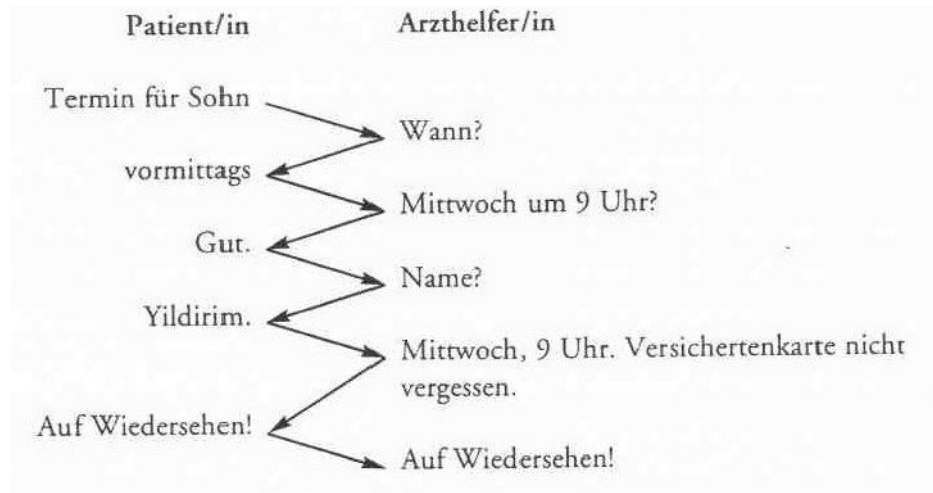 Patient/in Arzthelfer/in
Termin für Sohn
Wann?
vormittags
Mittwoch um 9 Uhr?
Gut.
Name?
Yildirim.
Mittwoch, 9 Uhr. Versichertenkarte nicht
vergessen.
Auf Wiedersehen!
Auf Wiedersehen!